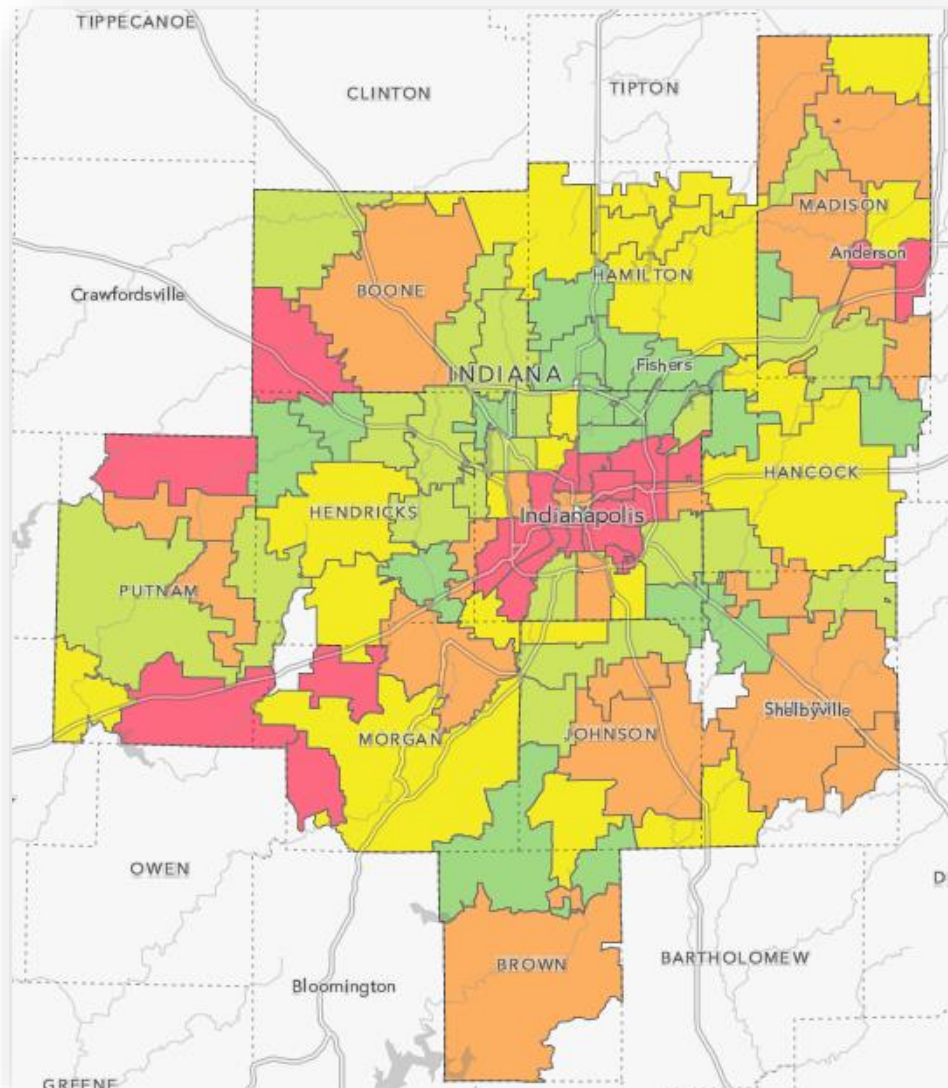 TIPPECANOE
CLINTON
TIPTON
MADISON
Anderson
HAMILTON
Crawfordsville
BOONE
INDIANA
Fishers
HANCOCK
HENDRICKS
Indianapolis
PUTNAM
Shelbyville
MORGAN
JOHNSON
OWEN
D
BROWN
BARTHOLOMEW
Bloomington
GREENE